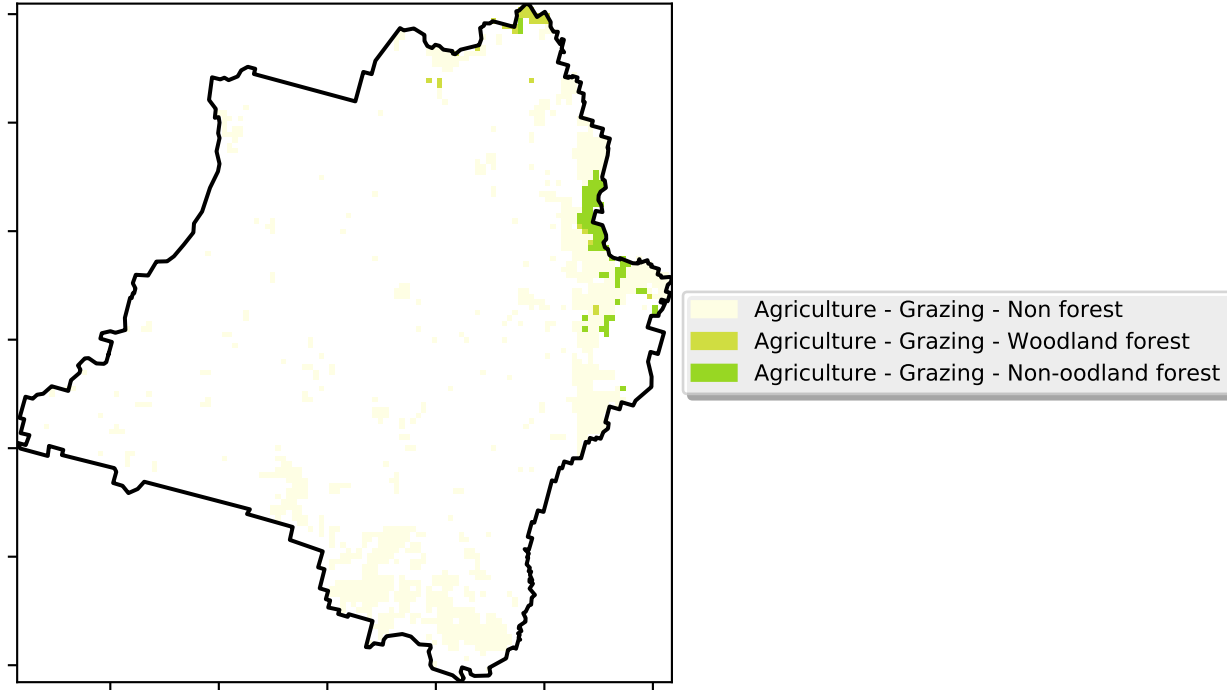 Agriculture - Grazing - Non forest
Agriculture - Grazing - Woodland forest
Agriculture - Grazing - Non-oodland forest